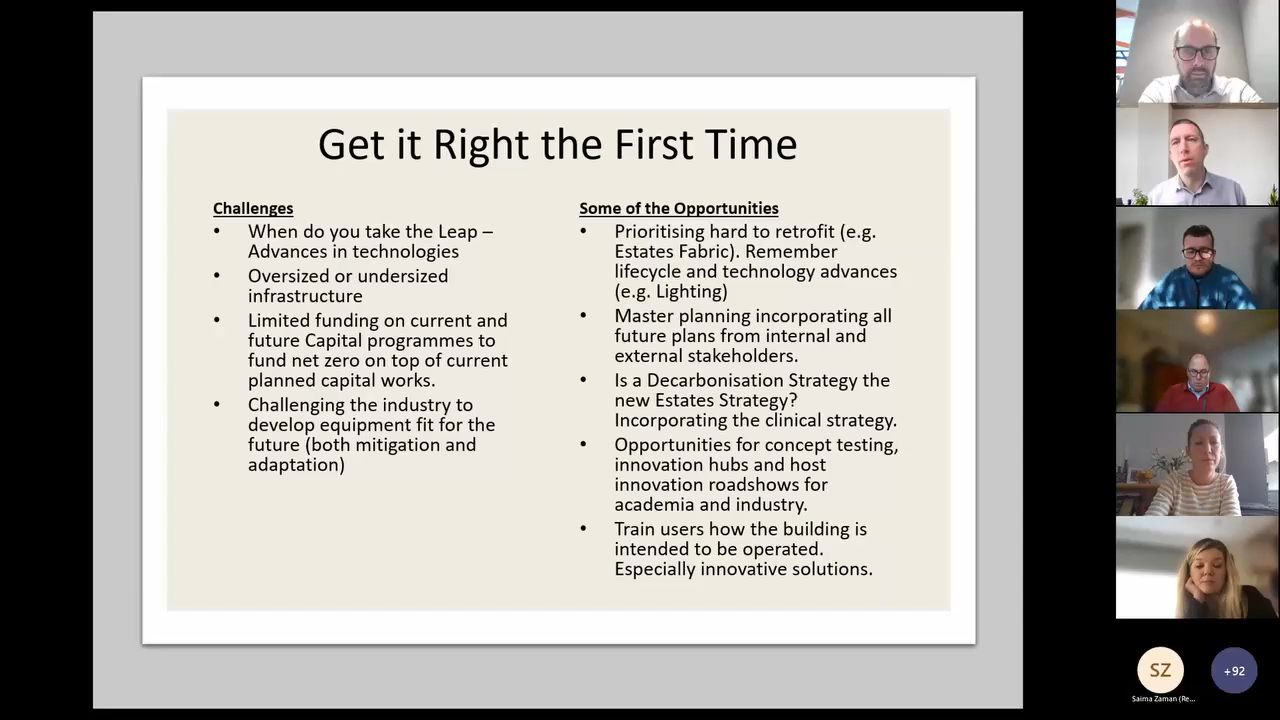 Get it Right the First Time
Challenges
• When do you take the Leap –
Advances in technologies
• Oversized or undersized
infrastructure
• Limited funding on current and
future Capital programmes to
fund net zero on top of current
planned capital works.
• Challenging the industry to
develop equipment fit for the
future (both mitigation and
adaptation)
Some of the Opportunities
• Prioritising hard to retrofit (e.g.
Estates Fabric). Remember
lifecycle and technology advances
(e.g. Lighting)
• Master planning incorporating all
future plans from internal and
external stakeholders.
• Is a Decarbonisation Strategy the
new Estates Strategy?
Incorporating the clinical strategy.
• Opportunities for concept testing,
innovation hubs and host
innovation roadshows for
academia and industry.
• Train users how the building is
intended to be operated.
Especially innovative solutions.
SZ
+92
Saima Zaman (Re...